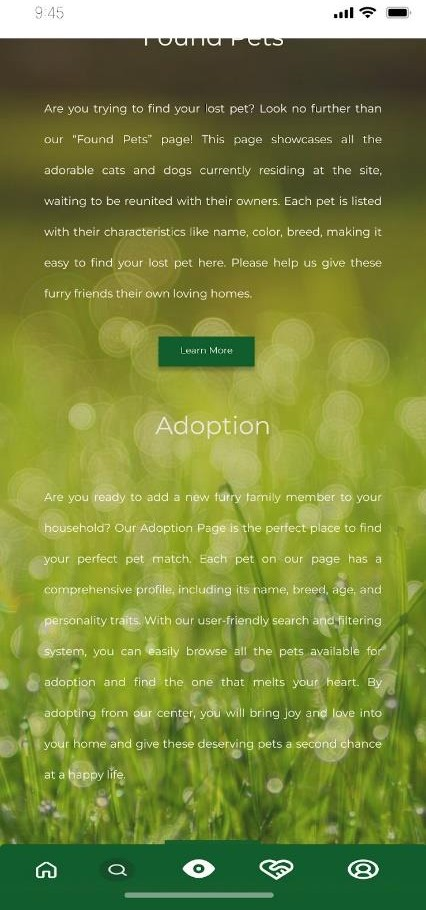 9:45
Found Pets
Are you trying to find your lost pet? Look no further than
our “Found Pets” page! This page showcases all the
adorable cats and dogs currently residing at the site,
waiting to be reunited with their owners. Each pet is listed
with their characteristics like name, color, breed, making it
easy to find your lost pet here. Please help us give these
furry friends their own loving homes.
Learn More
Adoption
Are you ready to add a new furry family member to your
household? Our Adoption Page is the perfect place to find
your perfect pet match. Each pet on our page has a
comprehensive profile, including its name, breed, age, and
personality traits. With our user-friendly search and filtering
system, you can easily browse all the pets available for
adoption and find the one that melts your heart. By
adopting from our center, you will bring joy and love into
your home and give these deserving pets a second chance
at a happy life.